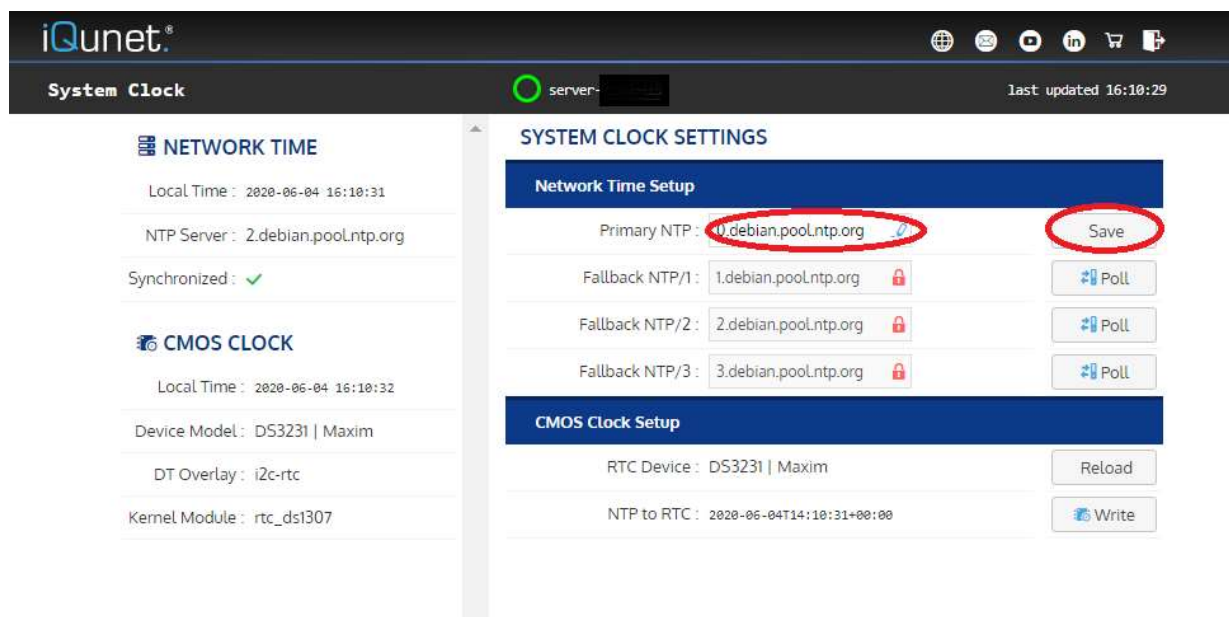 iQunet:®
System Clock
server-
last updated 16:10:29
NETWORK TIME
Local Time : 2020-06-04 16:10:31
NTP Server : 2.debian.pool.ntp.org
Synchronized :
CMOS CLOCK
Local Time : 2020-06-04 16:10:32
Device Model : DS3231 | Maxim
DT Overlay : i2c-rtc
Kernel Module : rtc_ds1307
SYSTEM CLOCK SETTINGS
Network Time Setup
Primary NTP : 0.debian.pool.ntp.org Save
Fallback NTP/1 : 1.debian.pool.ntp.org Poll
Fallback NTP/2 : 2.debian.pool.ntp.org Poll
Fallback NTP/3 : 3.debian.pool.ntp.org Poll
CMOS Clock Setup
RTC Device : DS3231 | Maxim Reload
NTP to RTC : 2020-06-04T14:10:31+00:00 Write